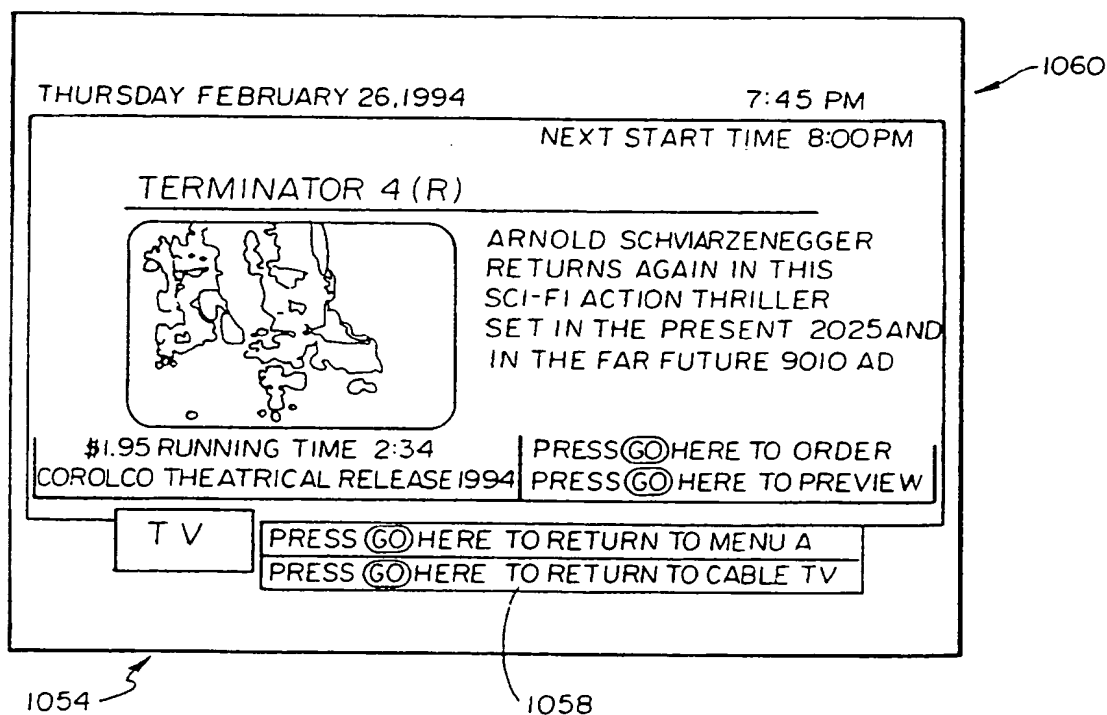 1060
THURSDAY FEBRUARY 26,1994 7:45 PM
NEXT START TIME 8:00PM
TERMINATOR 4 (R)
ARNOLD SCHVIARZENEGGER
RETURNS AGAIN IN THIS
SCI-FI ACTION THRILLER
SET IN THE PRESENT 2025 AND
IN THE FAR FUTURE 9010 AD
$1.95 RUNNING TIME 2:34
COROLCO THEATRICAL RELEASE 1994
PRESS GO HERE TO ORDER
PRESS GO HERE TO PREVIEW
TV
PRESS GO HERE TO RETURN TO MENU A
PRESS GO HERE TO RETURN TO CABLE TV
1054
1058